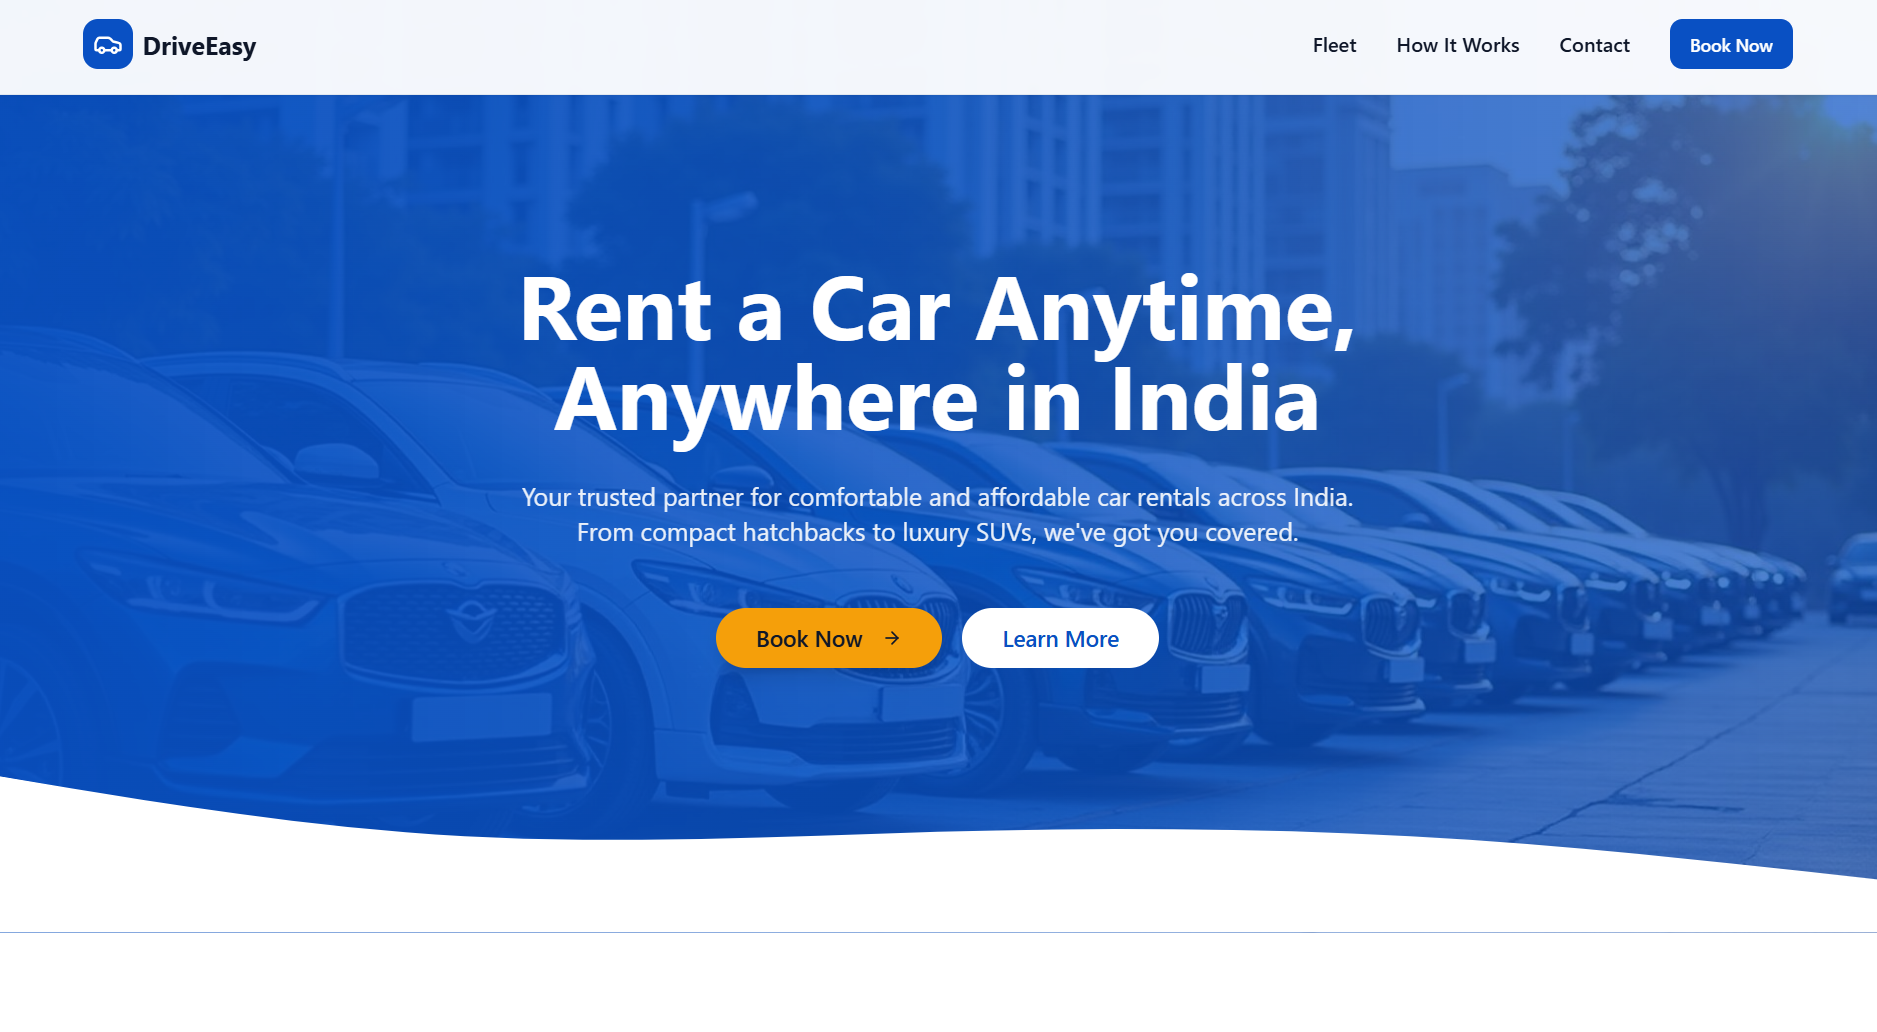 DriveEasy
Fleet
How It Works
Contact
Book Now
Rent a Car Anytime,
Anywhere in India
Your trusted partner for comfortable and affordable car rentals across India.
From compact hatchbacks to luxury SUVs, we've got you covered.
Book Now
Learn More